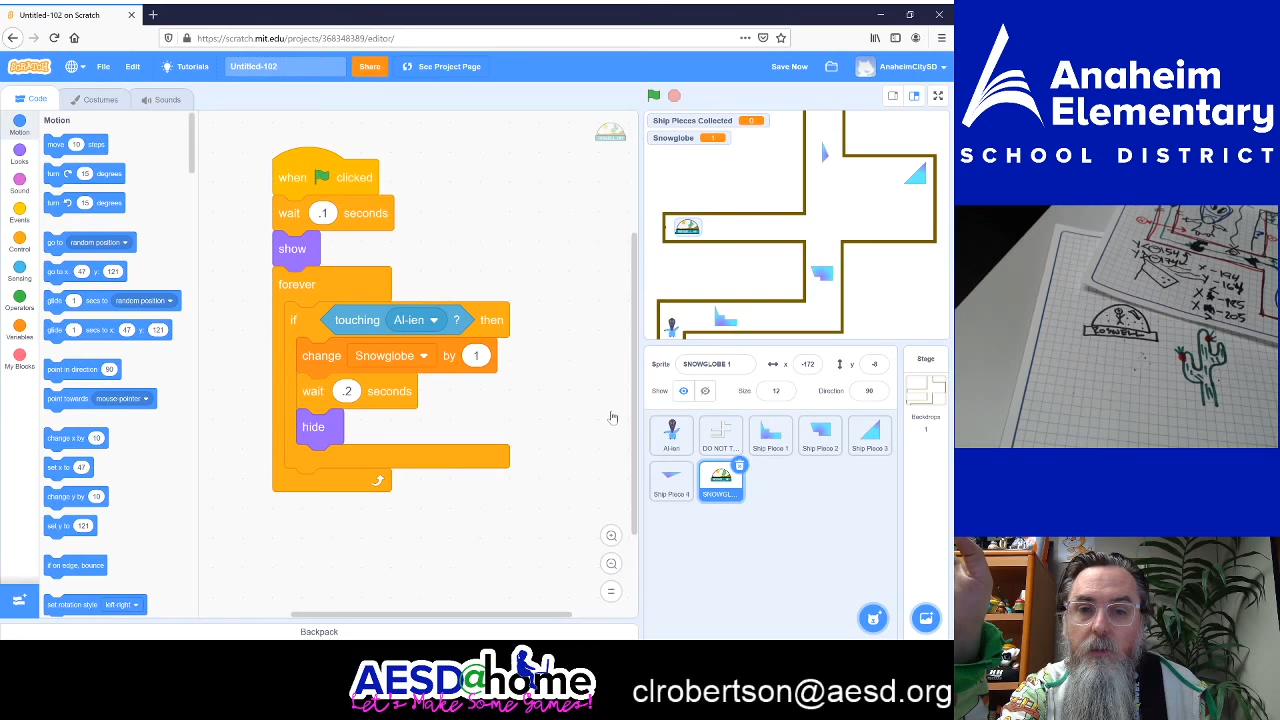 Untitled-102 on Scratch
https://scratch.mit.edu/projects/368348389/editor/
SCRATCH
File
Edit
Tutorials
Untitled-102
Share
See Project Page
Save Now
AnaheimCitySD
Code
Costumes
Sounds
Motion
Looks
Sound
Events
Control
Sensing
Operators
Variables
My Blocks
Motion
move 10 steps
turn 15 degrees
turn 15 degrees
go to random position
go to x: 47 y: 121
glide 1 secs to random position
glide 1 secs to x: 47 y: 121
point in direction 90
point towards mouse-pointer
change x by 10
set x to 47
change y by 10
set y to 121
if on edge, bounce
set rotation style left-right
when clicked
wait .1 seconds
show
forever
if touching Al-ien ? then
change Snowglobe by 1
wait .2 seconds
hide
Backpack
Ship Pieces Collected 0
Snowglobe 1
Sprite SNOWGLOBE 1 x -172 y -8
Show Size 12 Direction 90
Al-ien
DO NOT T...
Ship Piece 1
Ship Piece 2
Ship Piece 3
Ship Piece 4
SNOWGL...
Stage
Backdrops
1
Anaheim
Elementary
SCHOOL DISTRICT
ROSWELL
AESD@home
Let's Make Some Games!
clrobertson@aesd.org